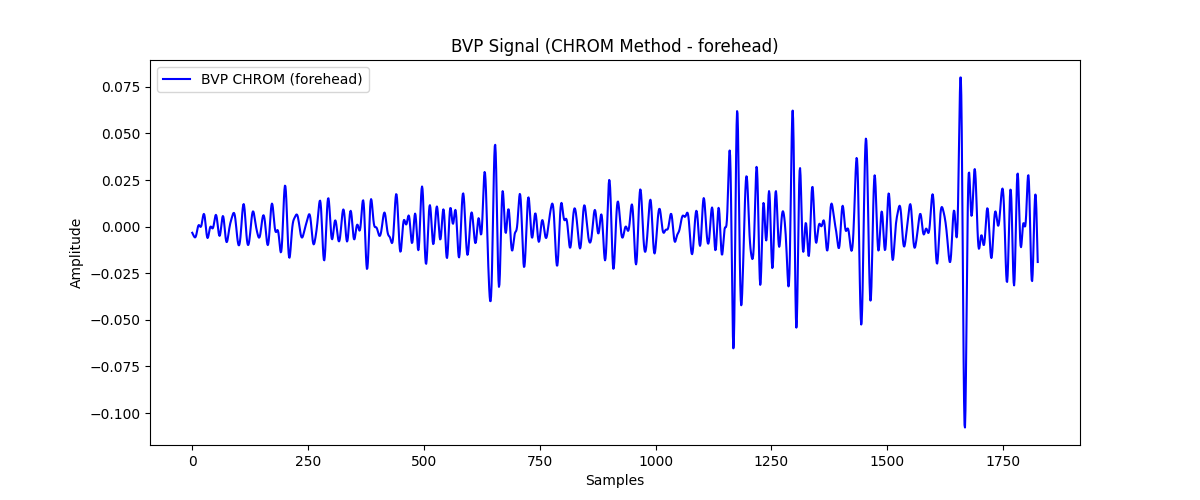 BVP Signal (CHROM Method - forehead)
BVP CHROM (forehead)
0.075
0.050
0.025
0.000
−0.025
−0.050
−0.075
−0.100
Amplitude
0 250 500 750 1000 1250 1500 1750
Samples